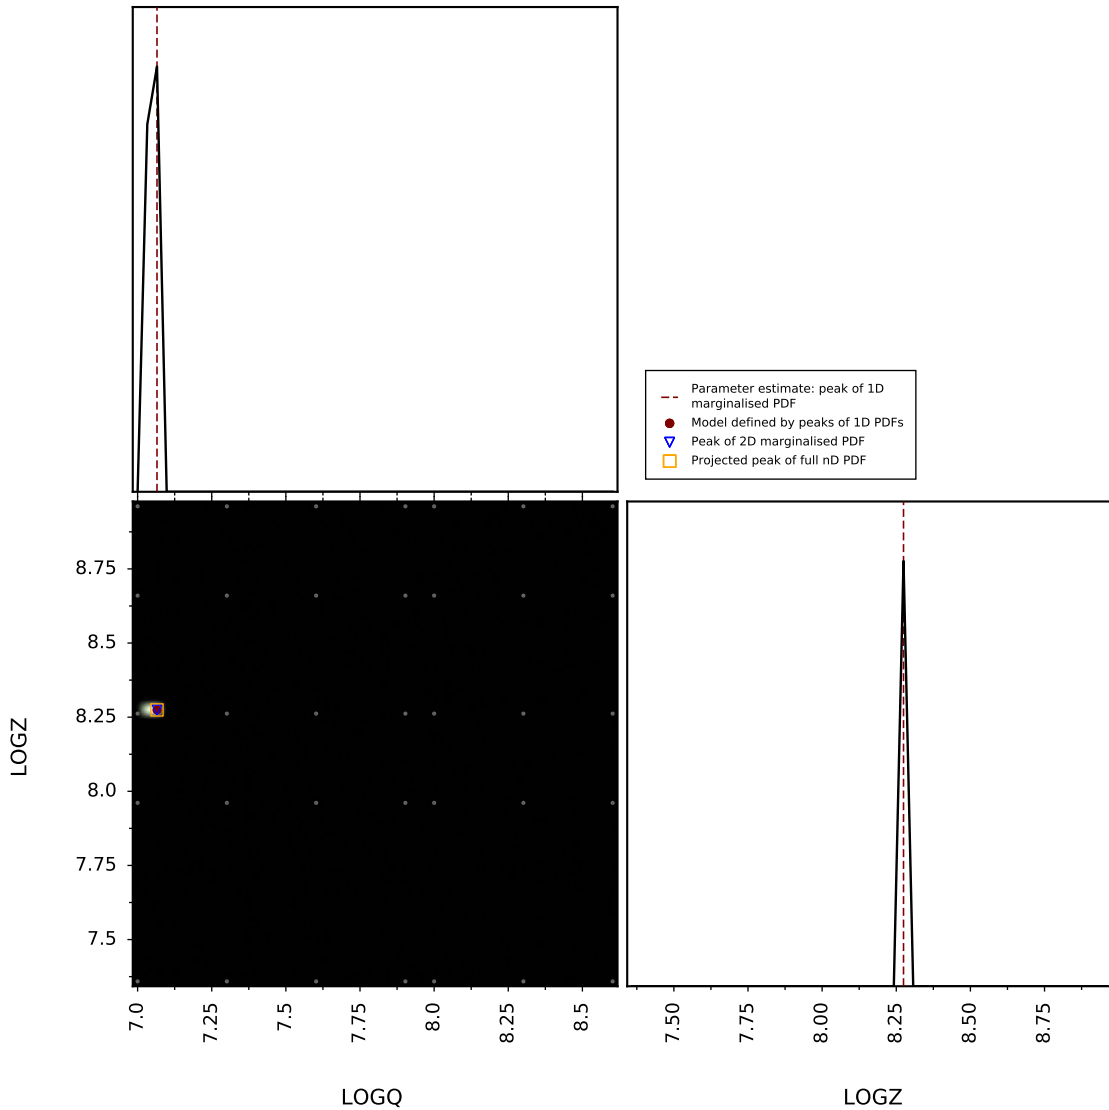 Parameter estimate: peak of 1D
marginalised PDF
Model defined by peaks of 1D PDFs
Peak of 2D marginalised PDF
Projected peak of full nD PDF
8.75
8.5
8.25
8.0
7.75
7.5
LOGZ
7.0
7.25
7.5
7.75
8.0
8.25
8.5
LOGQ
7.50
7.75
8.00
8.25
8.50
8.75
LOGZ